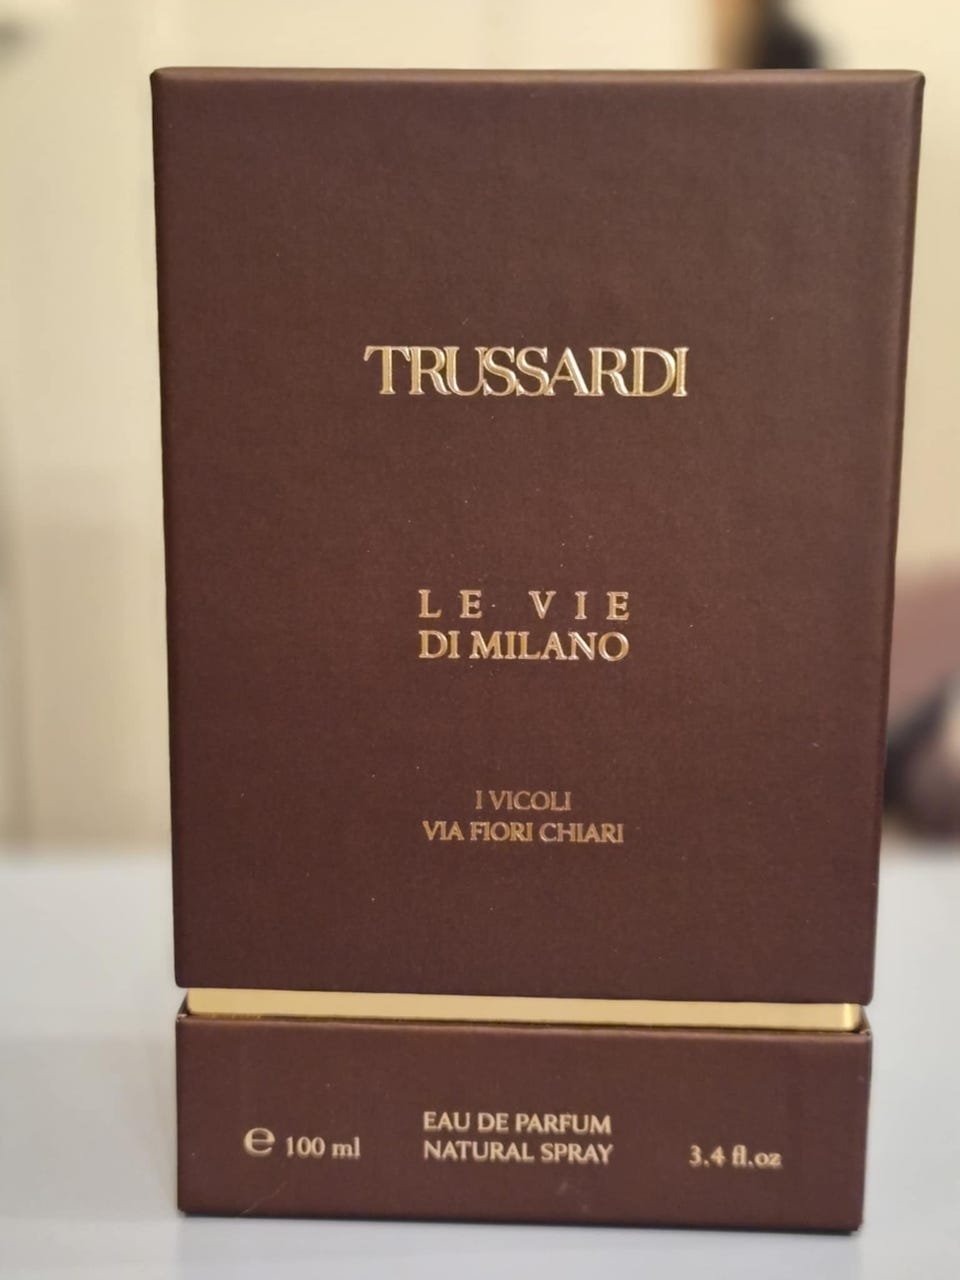 TRUSSARDI
LE VIE
DI MILANO
I VICOLI
VIA FIORI CHIARI
EAU DE PARFUM
NATURAL SPRAY
℮ 100 ml
3.4 fl.oz